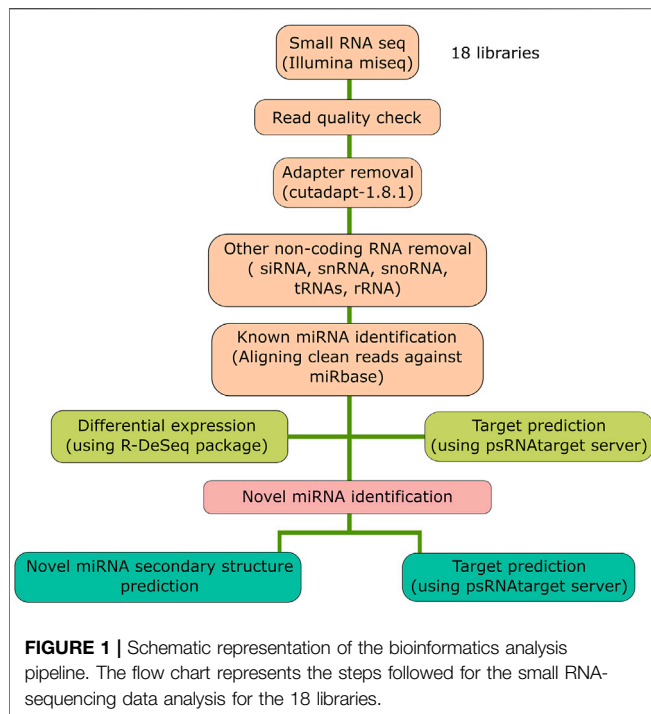 Small RNA seq
(Illumina miseq)
18 libraries
Read quality check
Adapter removal
(cutadapt-1.8.1)
Other non-coding RNA removal
( siRNA, snRNA, snoRNA,
tRNAs, rRNA)
Known miRNA identification
(Aligning clean reads against
miRbase)
Differential expression
(using R-DeSeq package)
Target prediction
(using psRNAtarget server)
Novel miRNA identification
Novel miRNA secondary structure
prediction
Target prediction
(using psRNAtarget server)
FIGURE 1 | Schematic representation of the bioinformatics analysis
pipeline. The flow chart represents the steps followed for the small RNA-
sequencing data analysis for the 18 libraries.